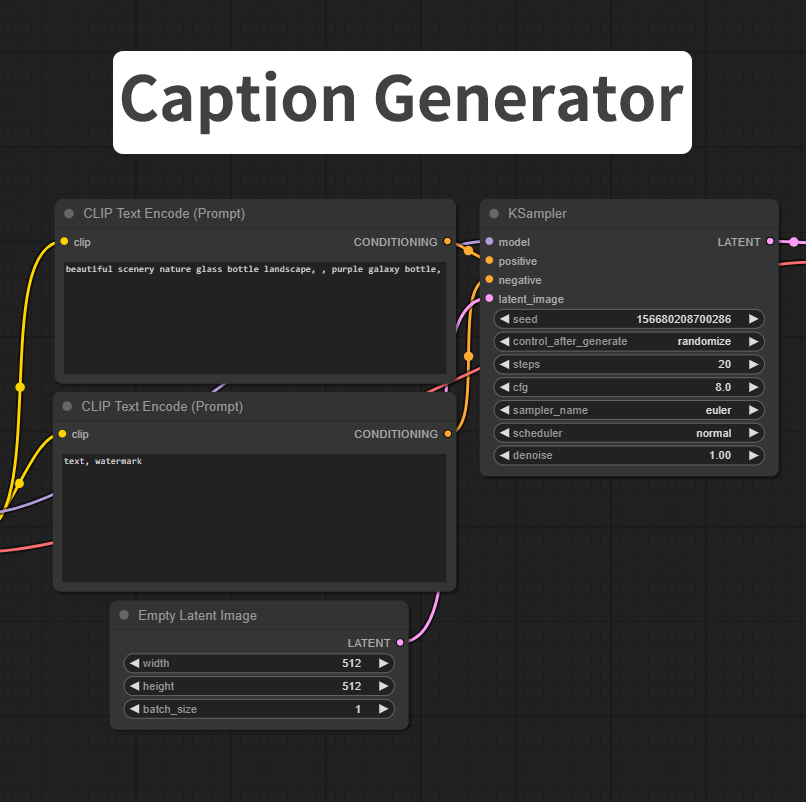 Caption Generator
CLIP Text Encode (Prompt)
clip
CONDITIONING
beautiful scenery nature glass bottle landscape, , purple galaxy bottle,
CLIP Text Encode (Prompt)
clip
CONDITIONING
text, watermark
Empty Latent Image
LATENT
width 512
height 512
batch_size 1
KSampler
model
LATENT
positive
negative
latent_image
seed 156680208700286
control_after_generate randomize
steps 20
cfg 8.0
sampler_name euler
scheduler normal
denoise 1.00